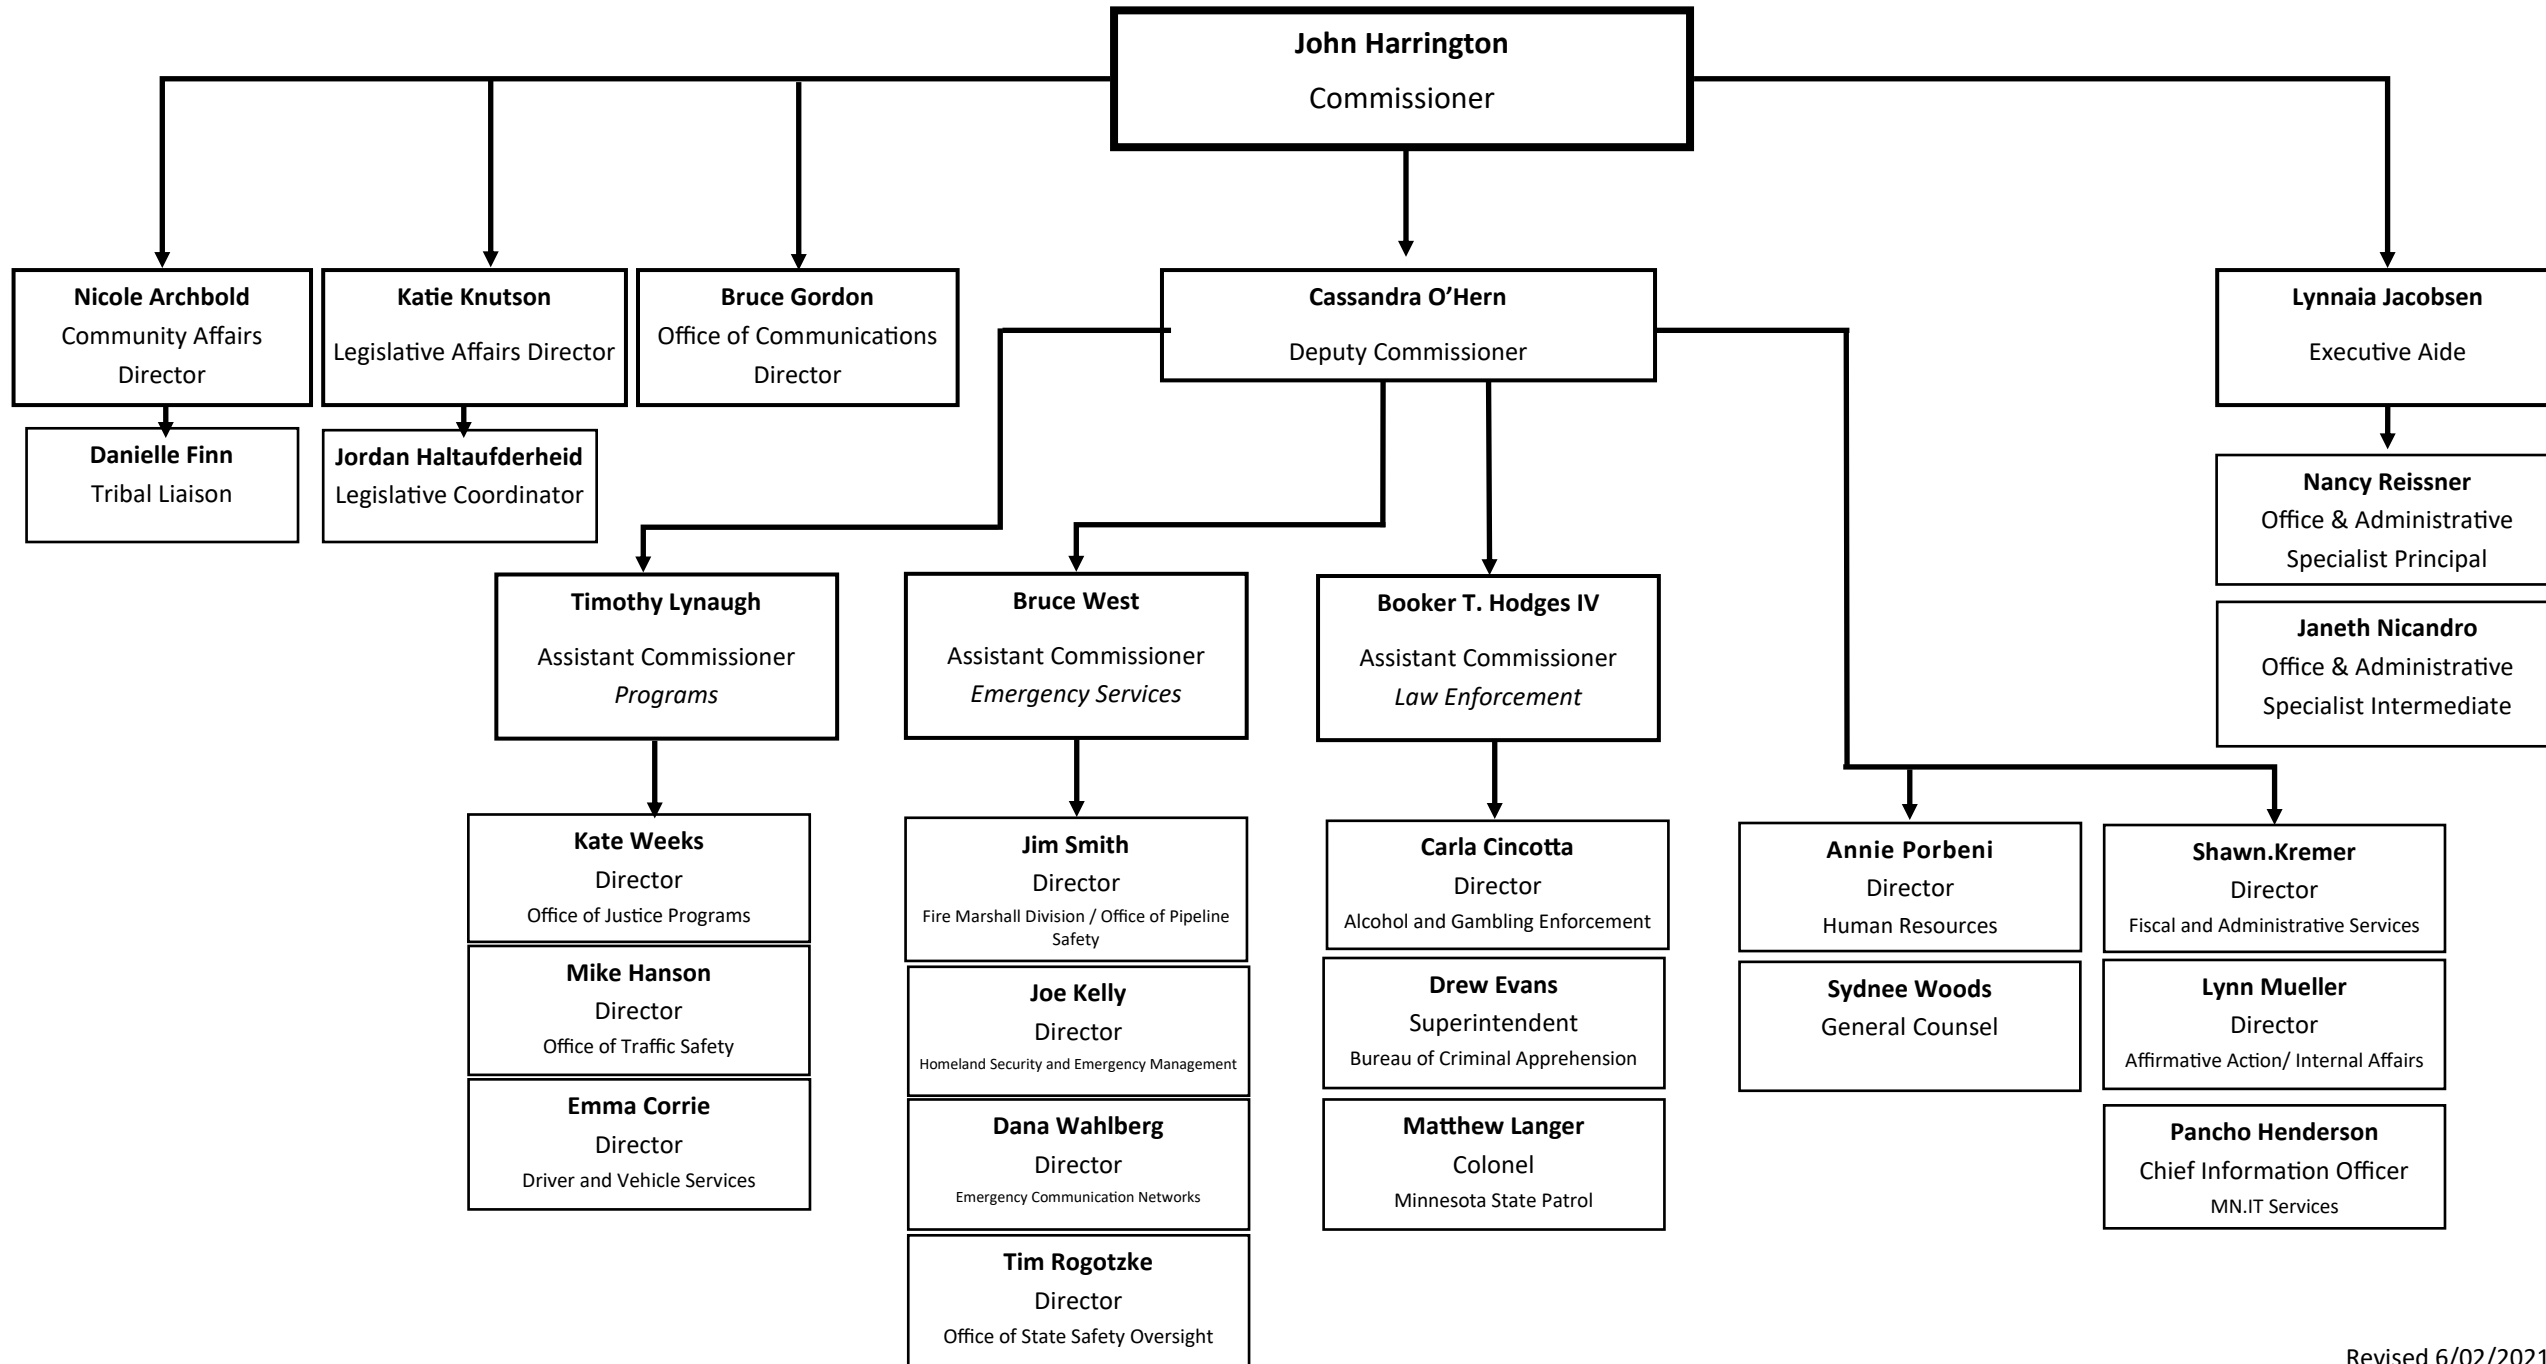 John Harrington
Commissioner
Nicole Archbold
Community Affairs
Director
Katie Knutson
Legislative Affairs Director
Bruce Gordon
Office of Communications
Director
Cassandra O’Hern
Deputy Commissioner
Lynnaia Jacobsen
Executive Aide
Danielle Finn
Tribal Liaison
Jordan Haltaufderheid
Legislative Coordinator
Nancy Reissner
Office & Administrative
Specialist Principal
Janeth Nicandro
Office & Administrative
Specialist Intermediate
Timothy Lynaugh
Assistant Commissioner
Programs
Bruce West
Assistant Commissioner
Emergency Services
Booker T. Hodges IV
Assistant Commissioner
Law Enforcement
Kate Weeks
Director
Office of Justice Programs
Mike Hanson
Director
Office of Traffic Safety
Emma Corrie
Director
Driver and Vehicle Services
Jim Smith
Director
Fire Marshall Division / Office of Pipeline
Safety
Joe Kelly
Director
Homeland Security and Emergency Management
Dana Wahlberg
Director
Emergency Communication Networks
Tim Rogotzke
Director
Office of State Safety Oversight
Carla Cincotta
Director
Alcohol and Gambling Enforcement
Drew Evans
Superintendent
Bureau of Criminal Apprehension
Matthew Langer
Colonel
Minnesota State Patrol
Annie Porbeni
Director
Human Resources
Sydnee Woods
General Counsel
Shawn.Kremer
Director
Fiscal and Administrative Services
Lynn Mueller
Director
Affirmative Action/ Internal Affairs
Pancho Henderson
Chief Information Officer
MN.IT Services
Revised 6/02/2021